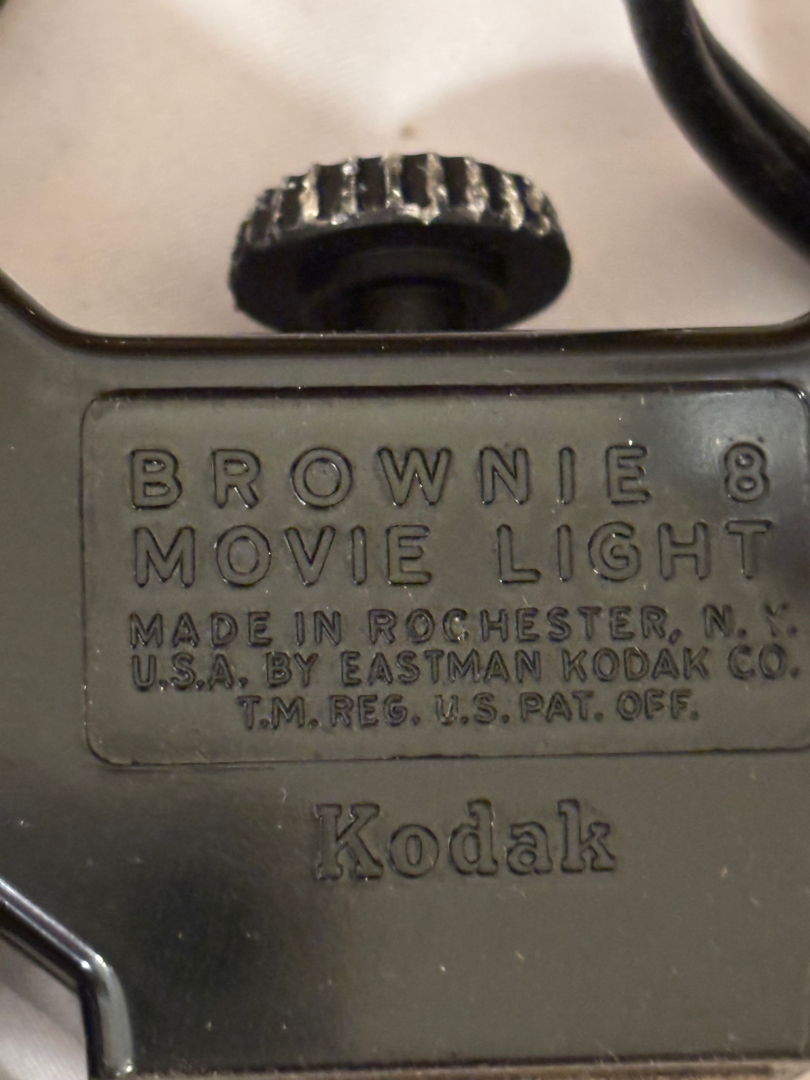 BROWNIE 8
MOVIE LIGHT
MADE IN ROCHESTER, N. Y.
U.S.A. BY EASTMAN KODAK CO.
T.M. REG. U.S. PAT. OFF.
Kodak